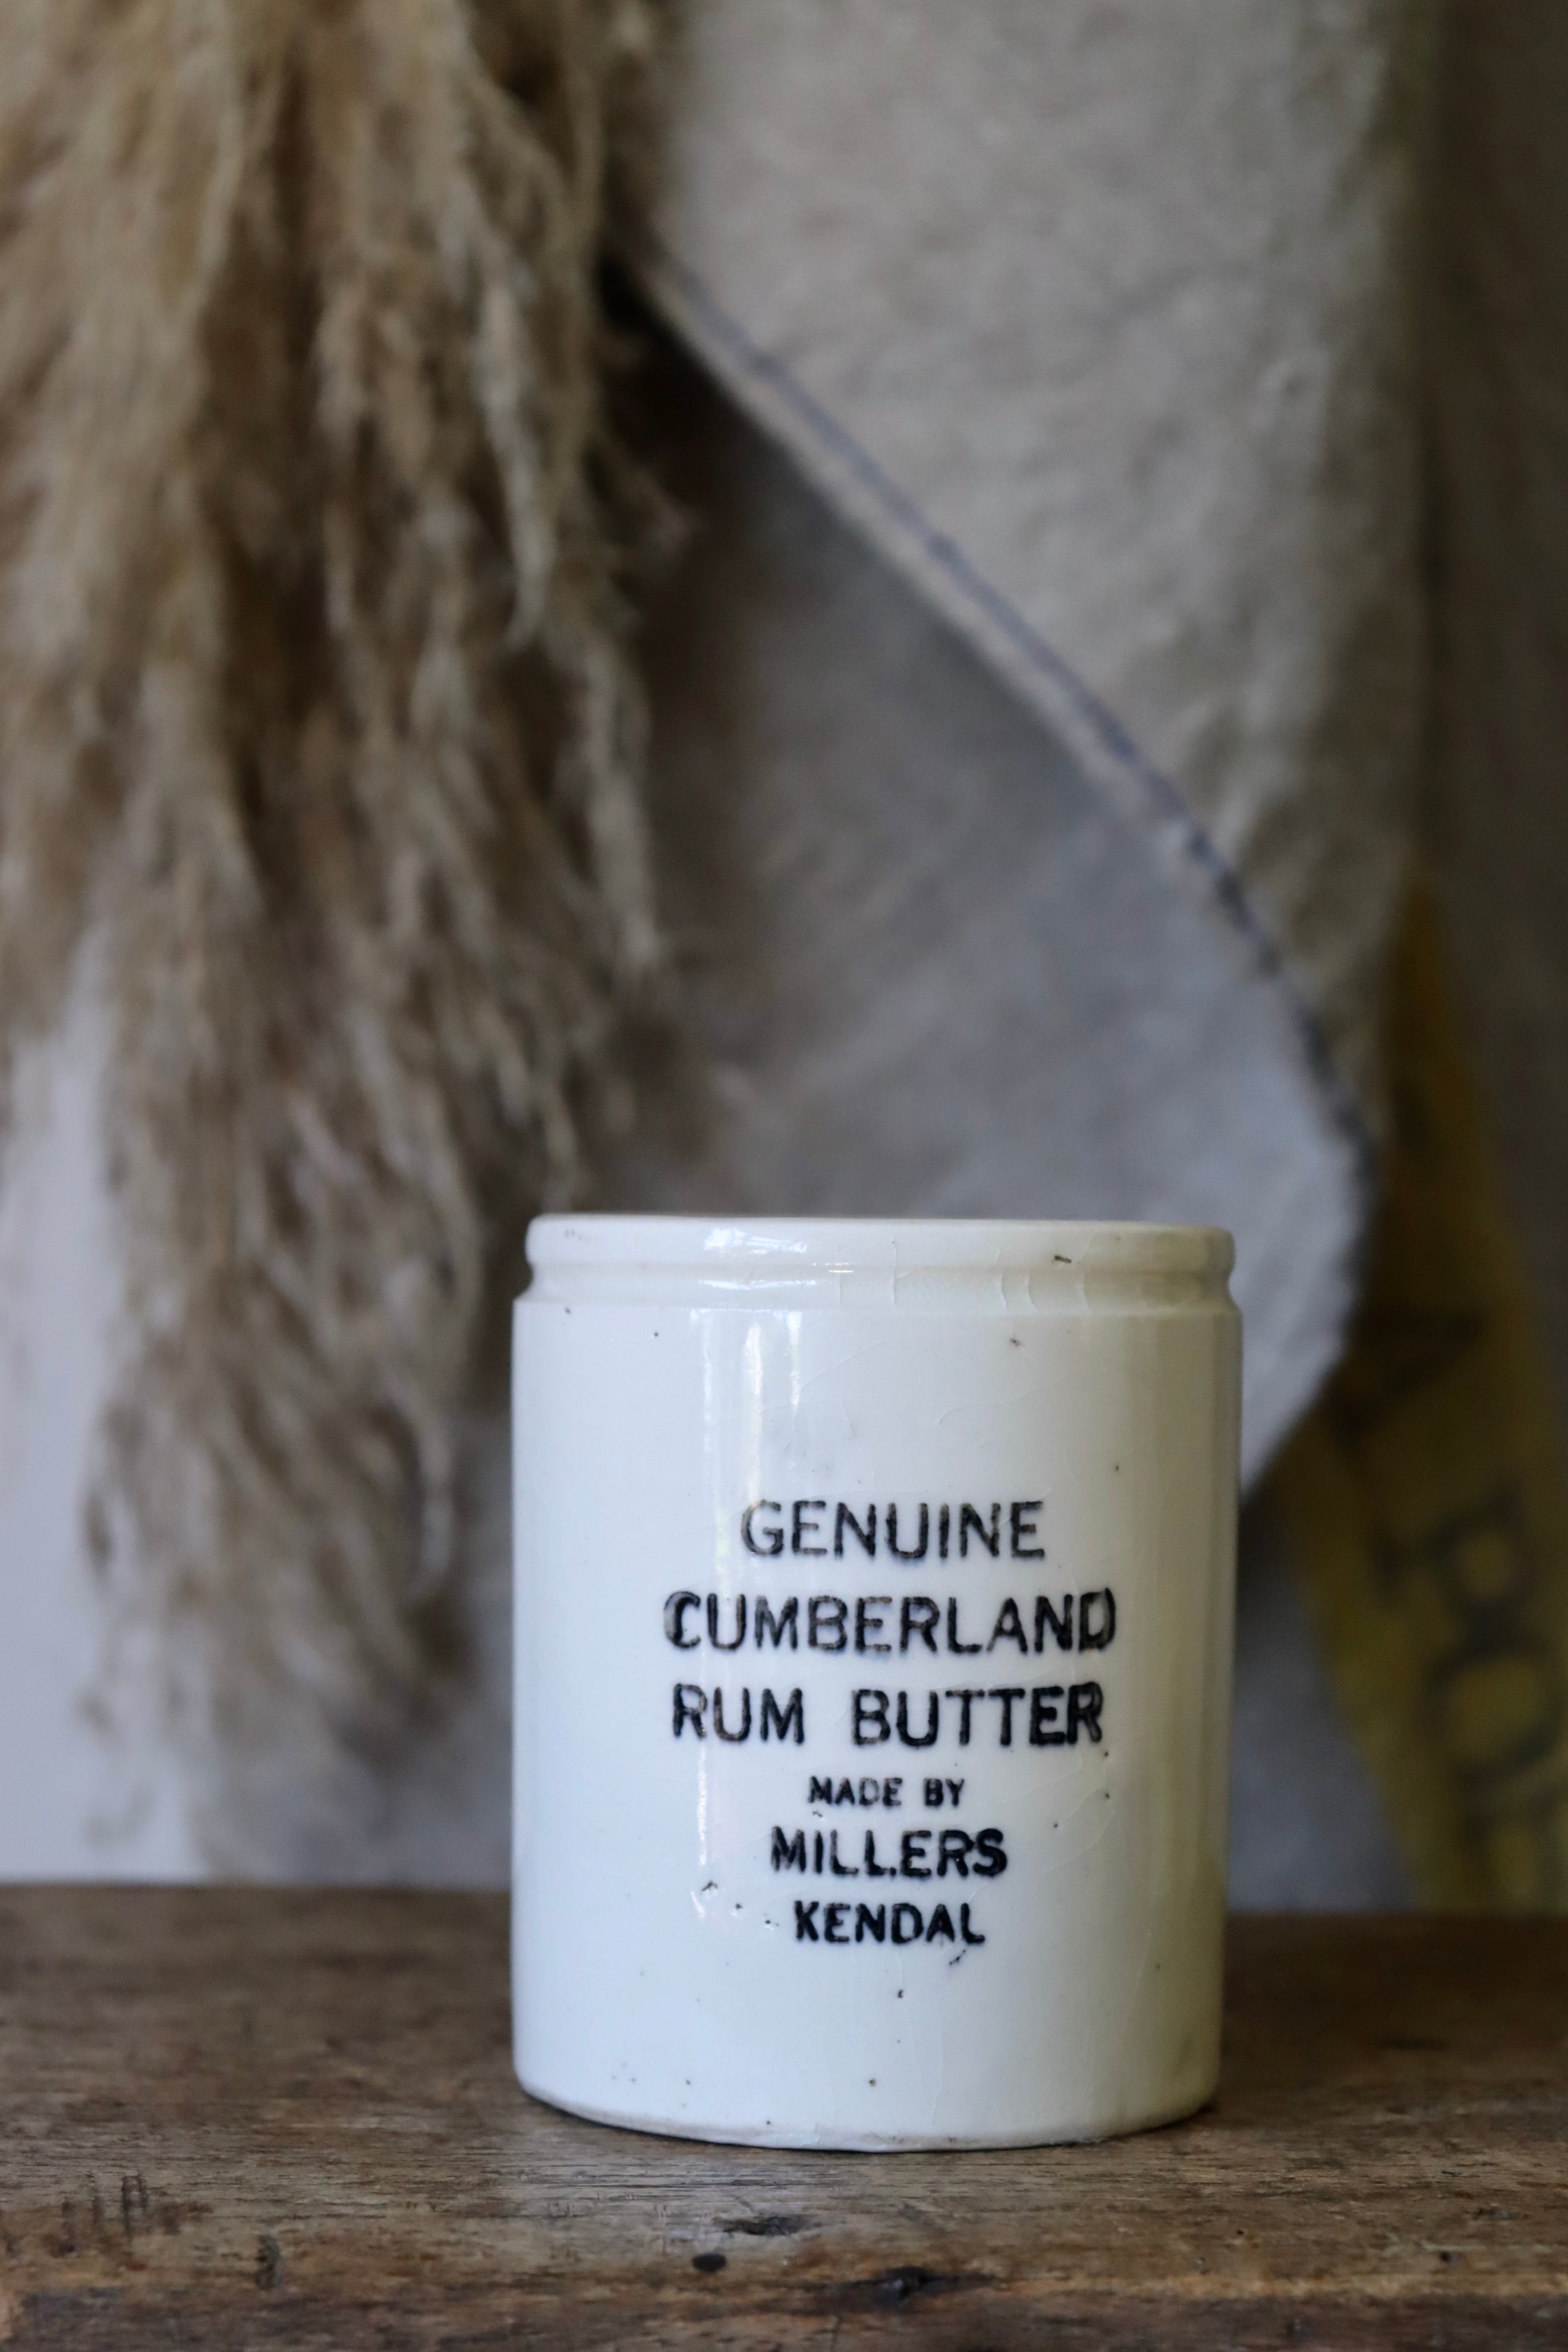 GENUINE
CUMBERLAND
RUM BUTTER
MADE BY
MILLERS
KENDAL